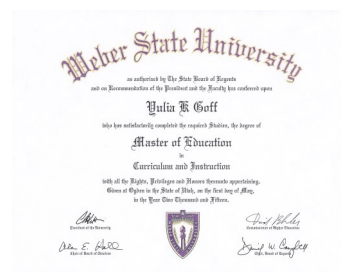 Weber State University
as authorized by The State Board of Regents
and on Recommendation of the President and the Faculty has conferred upon
Yulia K Goff
who has satisfactorily completed the required Studies, the degree of
Master of Education
in
Curriculum and Instruction
with all the Rights, Privileges and Honors thereunto appertaining.
Given at Ogden in the State of Utah, on the first day of May,
in the Year Two Thousand and Fifteen.
President of the University
Commissioner of Higher Education
Alan E. Hall
Chair of Board of Trustees
Chair, Board of Regents